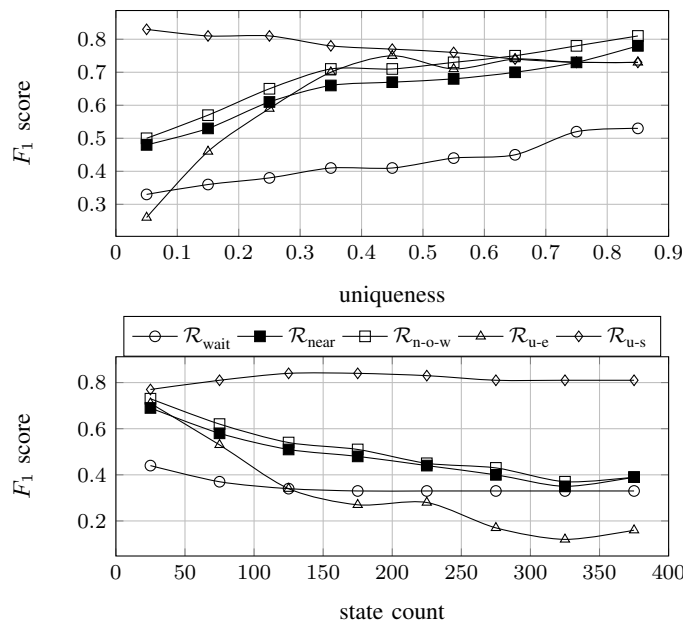 0.8
0.7
0.6
0.5
0.4
0.3
F1 score
0 0.1 0.2 0.3 0.4 0.5 0.6 0.7 0.8 0.9
uniqueness
ℛwait ℛnear ℛn-o-w ℛu-e ℛu-s
0.8
0.6
0.4
0.2
F1 score
0 50 100 150 200 250 300 350 400
state count